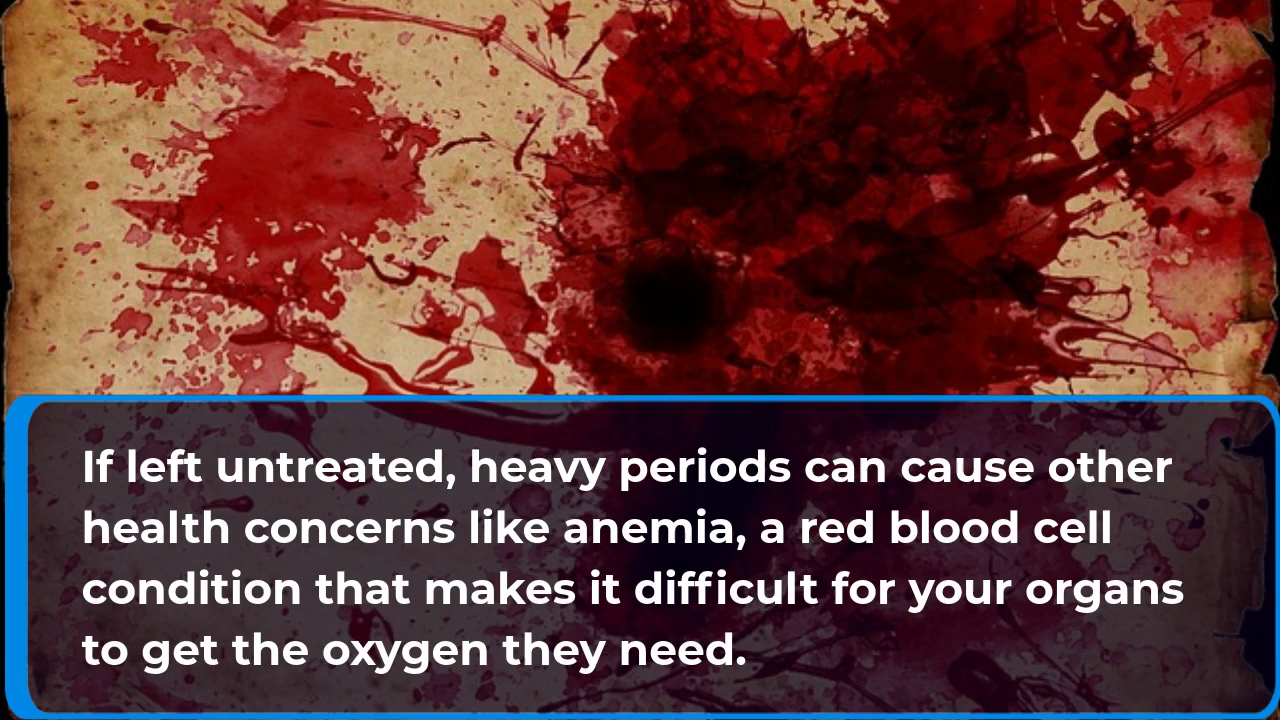 If left untreated, heavy periods can cause other
health concerns like anemia, a red blood cell
condition that makes it difficult for your organs
to get the oxygen they need.